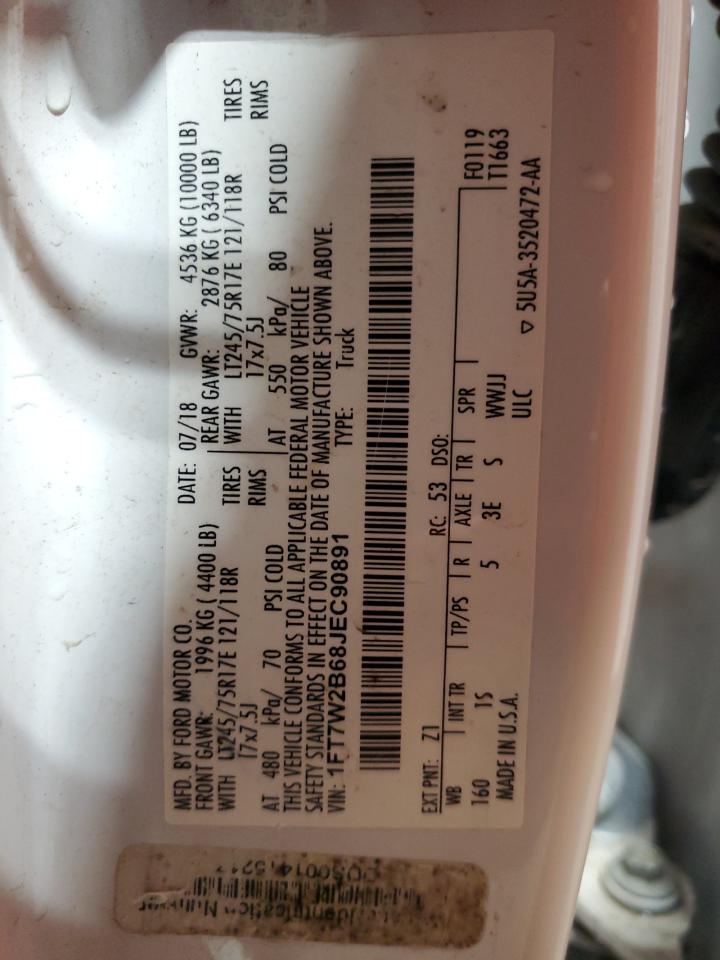 MFD. BY FORD MOTOR CO.
DATE: 07/18 GVWR: 4536 KG (10000 LB)
FRONT GAWR: 1996 KG ( 4400 LB) REAR GAWR: 2876 KG ( 6340 LB)
WITH LT245/75R17E 121/118R TIRES WITH LT245/75R17E 121/118R TIRES
17x7.5J RIMS 17x7.5J RIMS
AT 480 kPa/ 70 PSI COLD AT 550 kPa/ 80 PSI COLD
THIS VEHICLE CONFORMS TO ALL APPLICABLE FEDERAL MOTOR VEHICLE
SAFETY STANDARDS IN EFFECT ON THE DATE OF MANUFACTURE SHOWN ABOVE.
VIN: 1FT7W2B68JEC90891 TYPE: Truck
EXT PNT: Z1 RC: 53 DSO: F0119
WB INT TR TP/PS R AXLE TR SPR T1663
160 1S 5 3E S WWJJ
MADE IN U.S.A. ULC ▽ 5U5A-3520472-AA
Identification Number